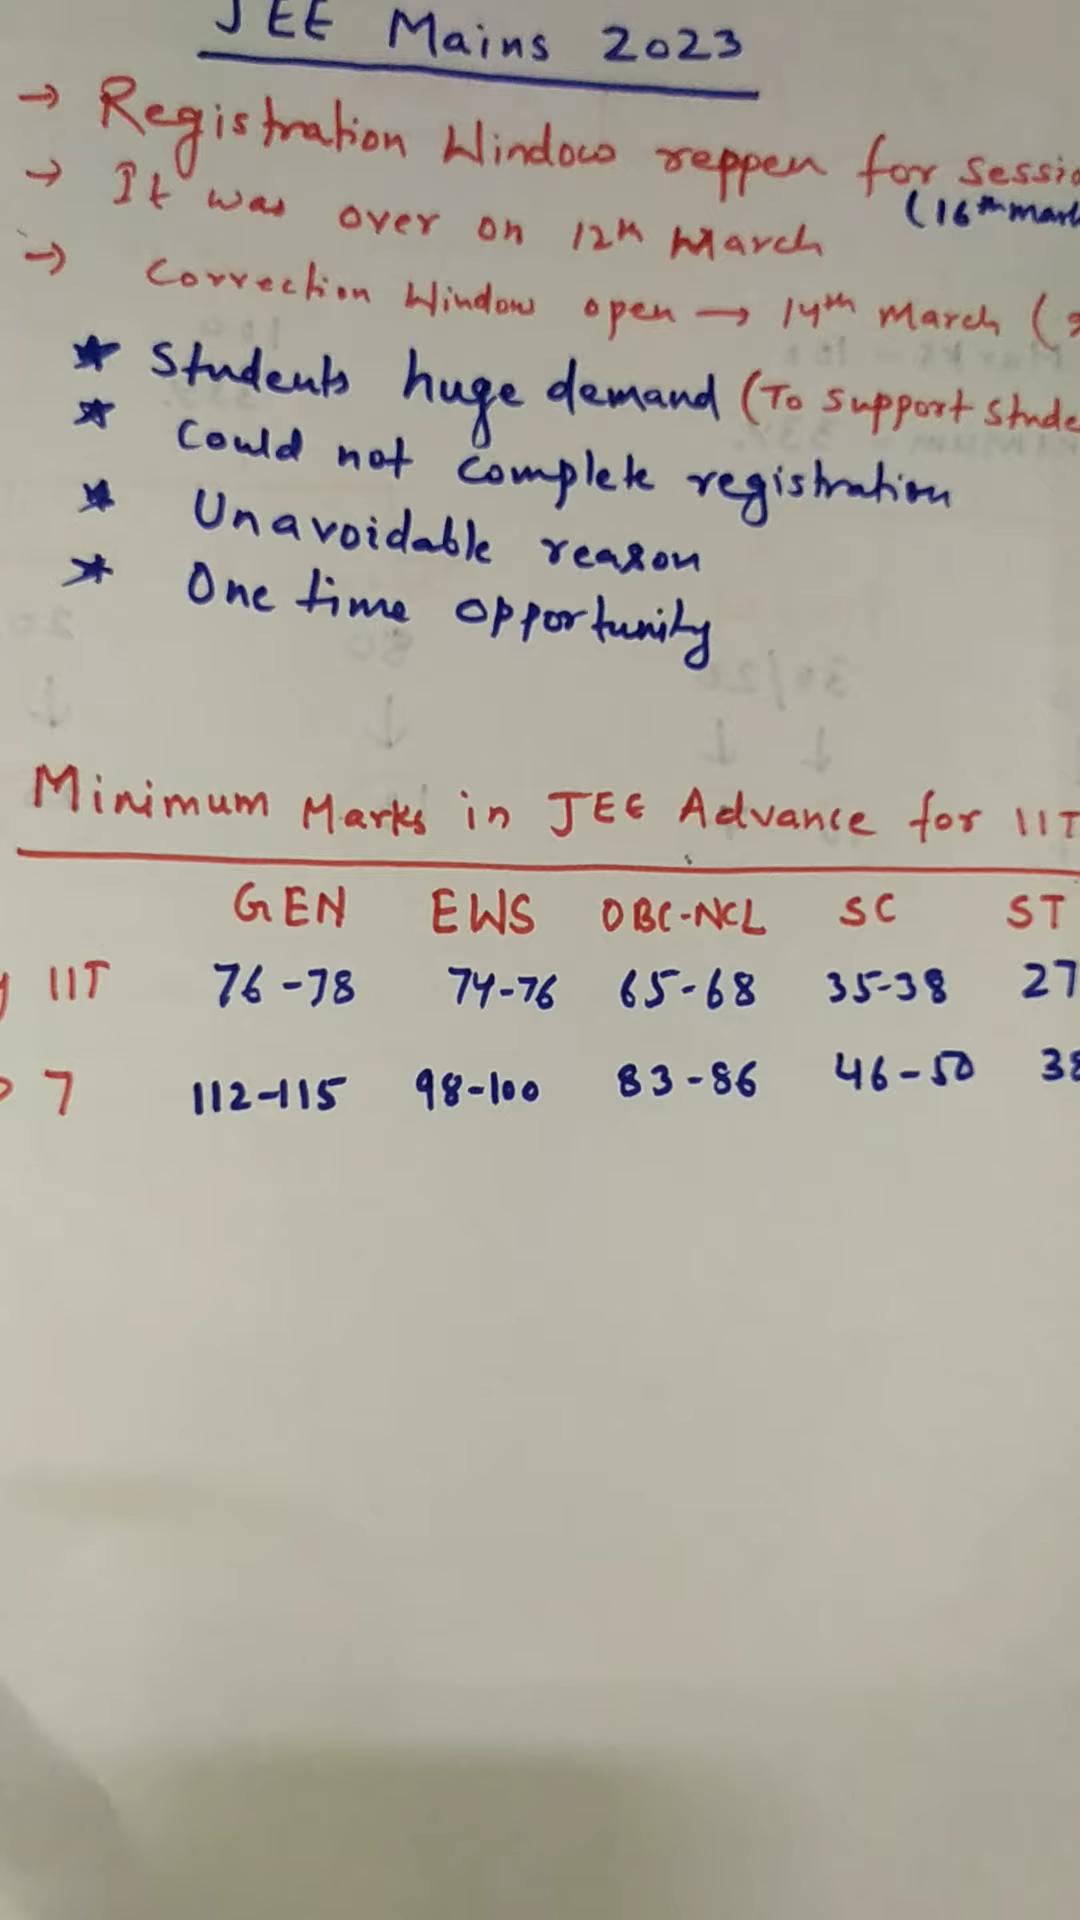 JEE Mains 2023
→ Registration Window reppen for sessio
(16th march
→ It was over on 12th March
→ Correction Window open → 14th March (
★ Students huge demand (To support stude
★ Could not complete registration
★ Unavoidable reason
★ One time opportunity
Minimum Marks in JEE Advance for IIT
GEN EWS OBC-NCL SC ST
IIT 76-78 74-76 65-68 35-38 27
7 112-115 98-100 83-86 46-50 38